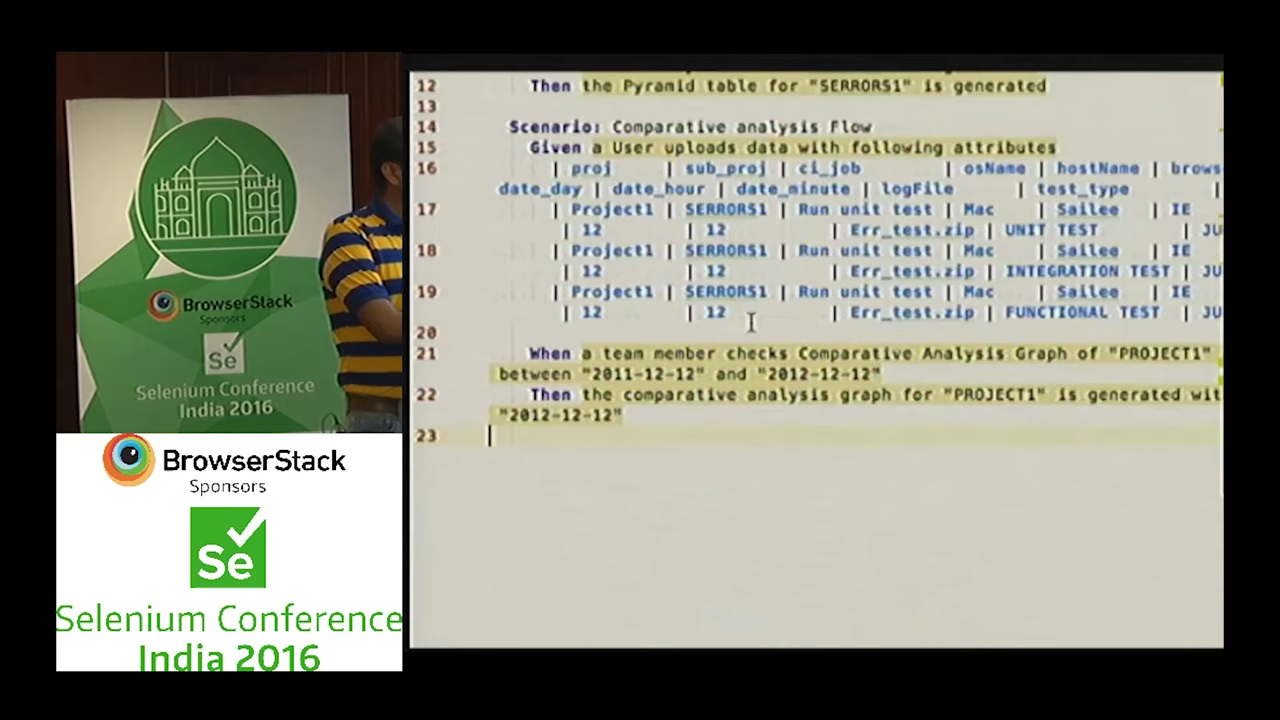 BrowserStack
Sponsors
Se
Selenium Conference
India 2016
BrowserStack
Sponsors
Se
Selenium Conference
India 2016
12 Then the Pyramid table for "SERRORS1" is generated
13
14 Scenario: Comparative analysis Flow
15 Given a User uploads data with following attributes
16 | proj | sub_proj | ci_job | osName | hostName | brows
date_day | date_hour | date_minute | logFile | test_type |
17 | Project1 | SERRORS1 | Run unit test | Mac | Sailee | IE
| 12 | 12 | Err_test.zip | UNIT TEST | JU
18 | Project1 | SERRORS1 | Run unit test | Mac | Sailee | IE
| 12 | 12 | Err_test.zip | INTEGRATION TEST | JU
19 | Project1 | SERRORS1 | Run unit test | Mac | Sailee | IE
| 12 | 12 | Err_test.zip | FUNCTIONAL TEST | JU
20
21 When a team member checks Comparative Analysis Graph of "PROJECT1"
between "2011-12-12" and "2012-12-12"
22 Then the comparative analysis graph for "PROJECT1" is generated wit
"2012-12-12"
23